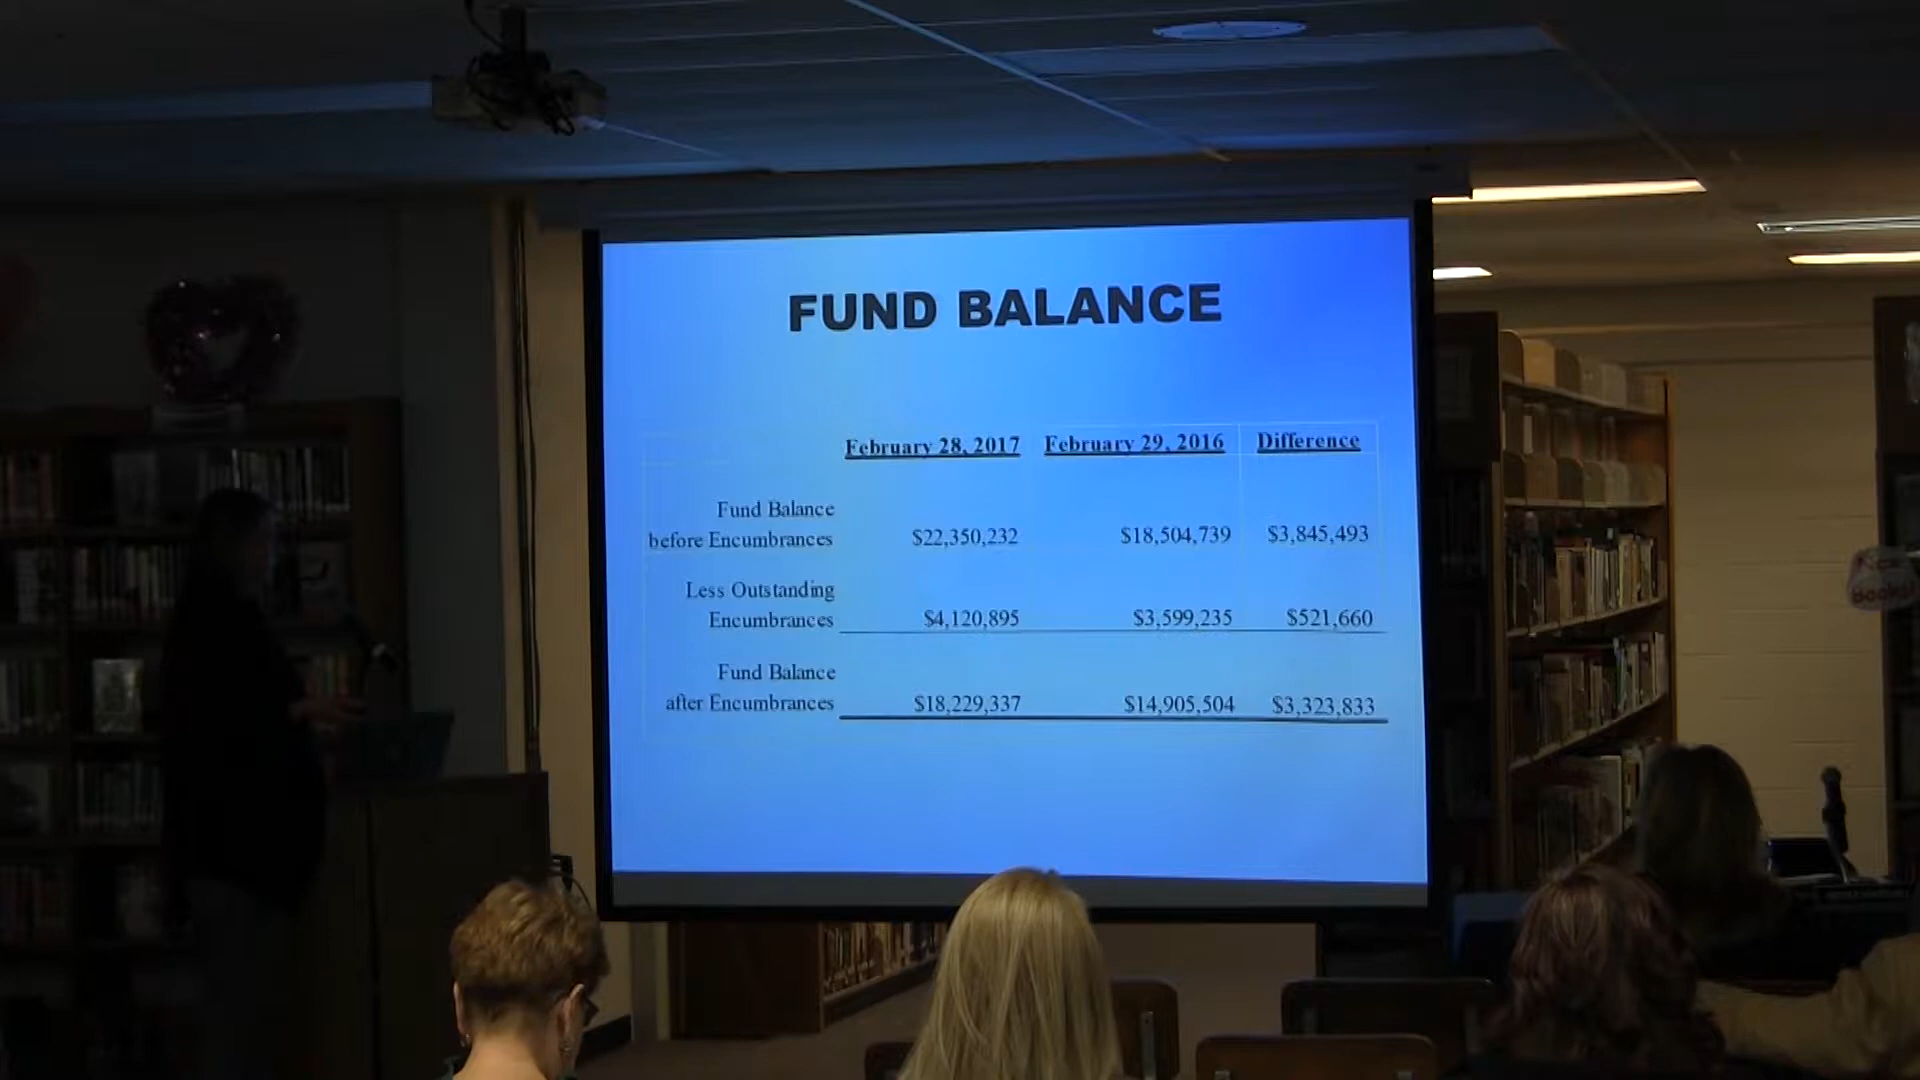 FUND BALANCE
February 28, 2017 February 29, 2016 Difference
Fund Balance
before Encumbrances $22,350,232 $18,504,739 $3,845,493
Less Outstanding
Encumbrances $4,120,895 $3,599,235 $521,660
Fund Balance
after Encumbrances $18,229,337 $14,905,504 $3,323,833
Books!